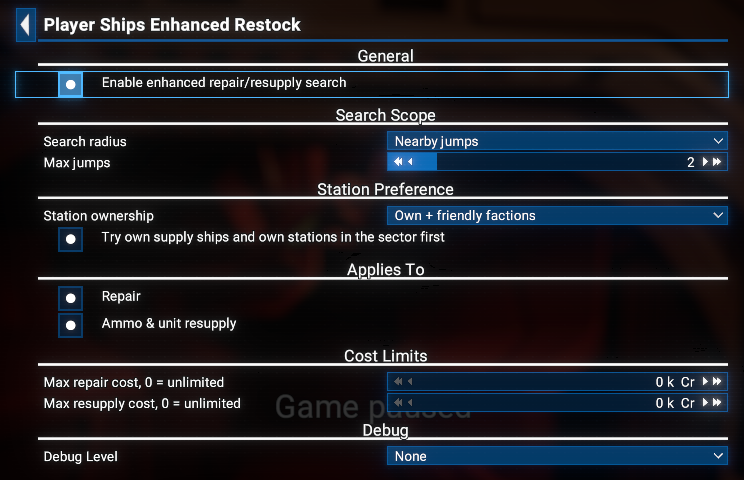 Player Ships Enhanced Restock
General
Enable enhanced repair/resupply search
Search Scope
Search radius Nearby jumps
Max jumps 2
Station Preference
Station ownership Own + friendly factions
Try own supply ships and own stations in the sector first
Applies To
Repair
Ammo & unit resupply
Cost Limits
Max repair cost, 0 = unlimited 0 k Cr
Max resupply cost, 0 = unlimited 0 k Cr
Game paused
Debug
Debug Level None